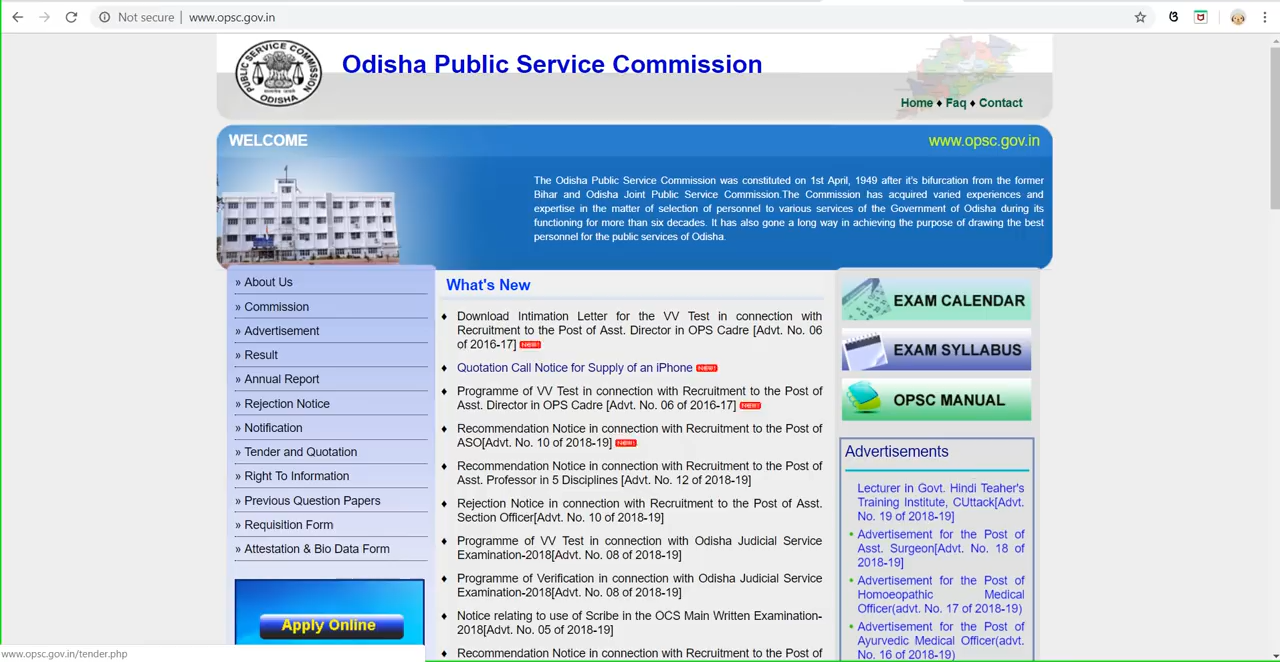 Not secure | www.opsc.gov.in
PUBLIC SERVICE COMMISSION
ODISHA
Odisha Public Service Commission
Home ♦ Faq ♦ Contact
WELCOME
www.opsc.gov.in
The Odisha Public Service Commission was constituted on 1st April, 1949 after it's bifurcation from the former
Bihar and Odisha Joint Public Service Commission.The Commission has acquired varied experiences and
expertise in the matter of selection of personnel to various services of the Government of Odisha during its
functioning for more than six decades. It has also gone a long way in achieving the purpose of drawing the best
personnel for the public services of Odisha.
» About Us
» Commission
» Advertisement
» Result
» Annual Report
» Rejection Notice
» Notification
» Tender and Quotation
» Right To Information
» Previous Question Papers
» Requisition Form
» Attestation & Bio Data Form
Apply Online
What's New
♦ Download Intimation Letter for the VV Test in connection with
Recruitment to the Post of Asst. Director in OPS Cadre [Advt. No. 06
of 2016-17] NEW!
♦ Quotation Call Notice for Supply of an iPhone NEW!
♦ Programme of VV Test in connection with Recruitment to the Post of
Asst. Director in OPS Cadre [Advt. No. 06 of 2016-17] NEW!
♦ Recommendation Notice in connection with Recruitment to the Post of
ASO[Advt. No. 10 of 2018-19] NEW!
♦ Recommendation Notice in connection with Recruitment to the Post of
Asst. Professor in 5 Disciplines [Advt. No. 12 of 2018-19]
♦ Rejection Notice in connection with Recruitment to the Post of Asst.
Section Officer[Advt. No. 10 of 2018-19]
♦ Programme of VV Test in connection with Odisha Judicial Service
Examination-2018[Advt. No. 08 of 2018-19]
♦ Programme of Verification in connection with Odisha Judicial Service
Examination-2018[Advt. No. 08 of 2018-19]
♦ Notice relating to use of Scribe in the OCS Main Written Examination-
2018[Advt. No. 05 of 2018-19]
♦ Recommendation Notice in connection with Recruitment to the Post of
EXAM CALENDAR
EXAM SYLLABUS
OPSC MANUAL
Advertisements
Lecturer in Govt. Hindi Teaher's
Training Institute, CUttack[Advt.
No. 19 of 2018-19]
• Advertisement for the Post of
Asst. Surgeon[Advt. No. 18 of
2018-19]
• Advertisement for the Post of
Homoeopathic Medical
Officer(advt. No. 17 of 2018-19)
• Advertisement for the Post of
Ayurvedic Medical Officer(advt.
No. 16 of 2018-19)
www.opsc.gov.in/tender.php